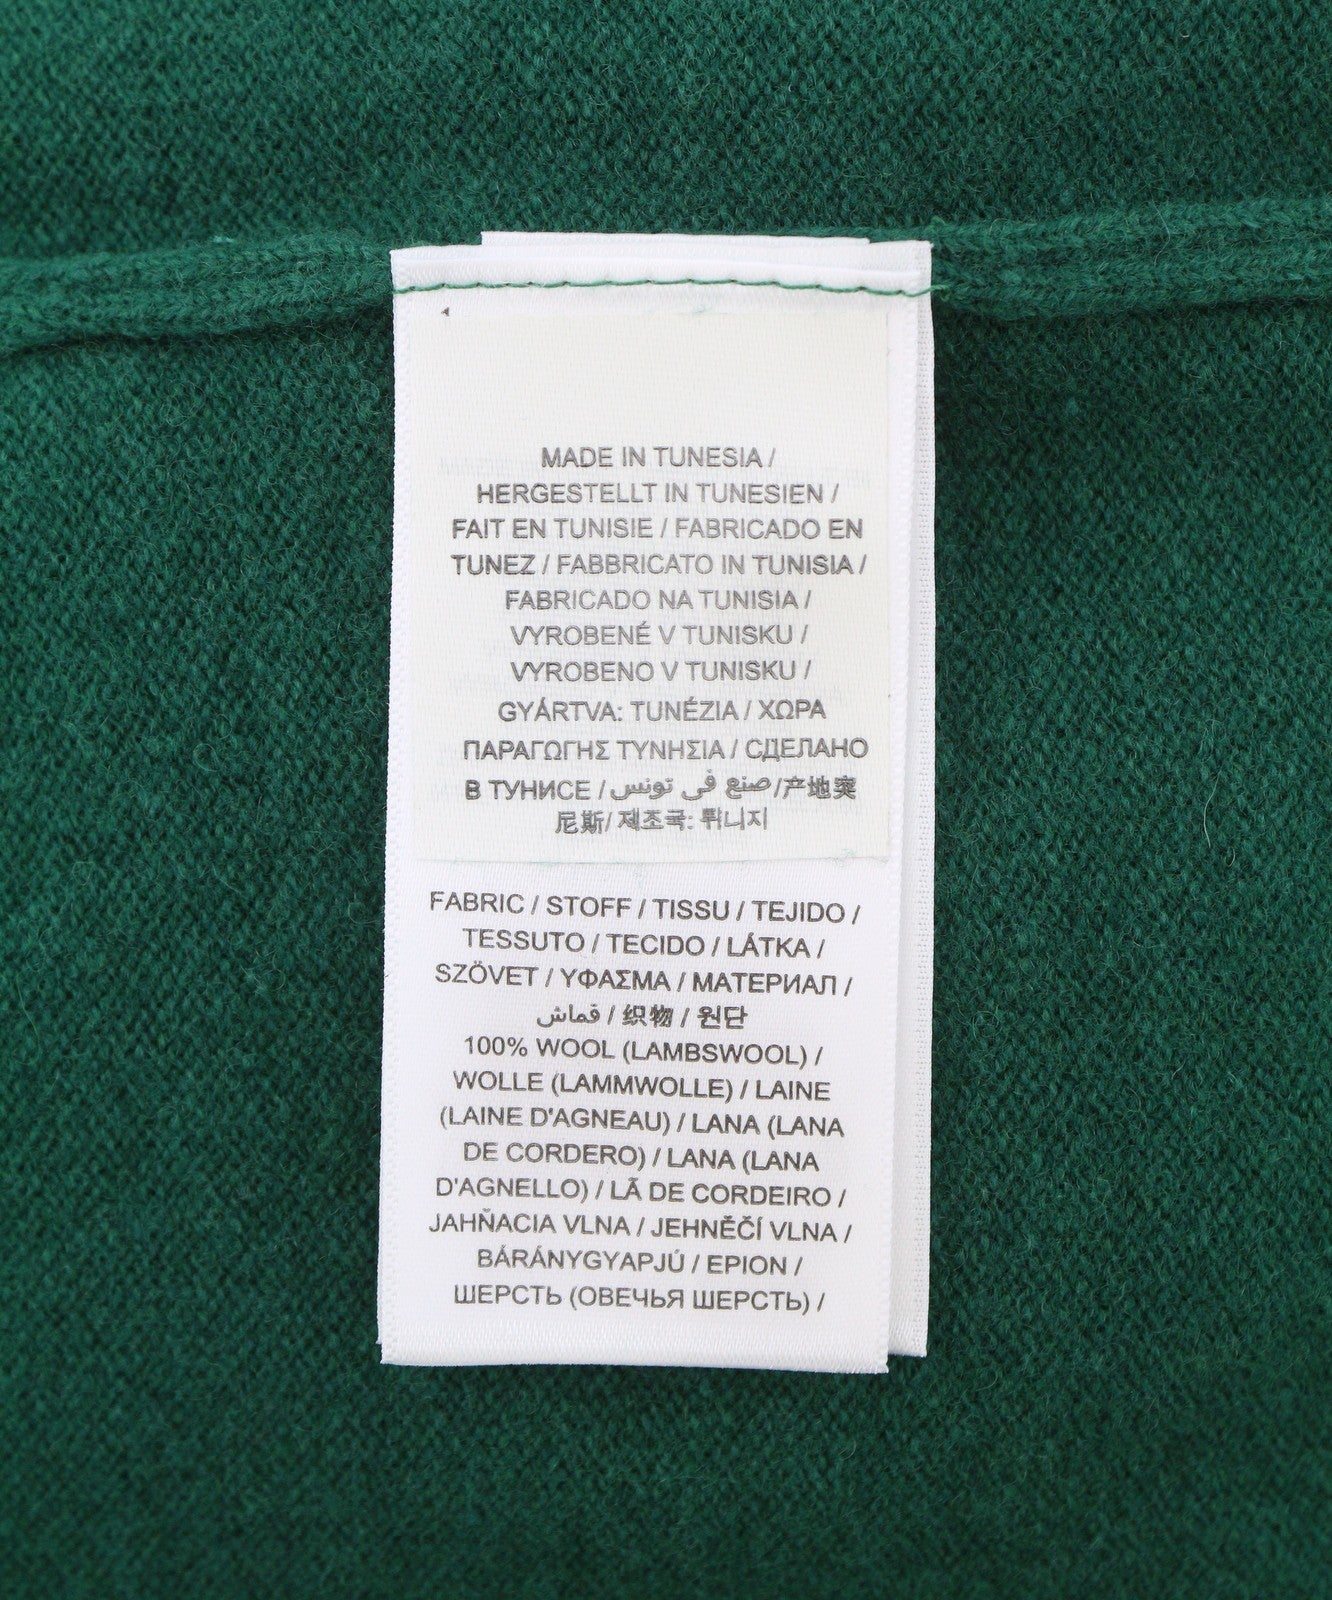 MADE IN TUNESIA /
HERGESTELLT IN TUNESIEN /
FAIT EN TUNISIE / FABRICADO EN
TUNEZ / FABBRICATO IN TUNISIA /
FABRICADO NA TUNISIA /
VYROBENÉ V TUNISKU /
VYROBENO V TUNISKU /
GYÁRTVA: TUNÉZIA / ΧΩΡΑ
ΠΑΡΑΓΩΓΗΣ ΤΥΝΗΣΙΑ / СДЕЛАНО
В ТУНИСЕ / صنع في تونس /产地突
尼斯/ 제조국: 튀니지
FABRIC / STOFF / TISSU / TEJIDO /
TESSUTO / TECIDO / LÁTKA /
SZÖVET / ΥΦΑΣΜΑ / МАТЕРИАЛ /
قماش / 织物 / 원단
100% WOOL (LAMBSWOOL) /
WOLLE (LAMMWOLLE) / LAINE
(LAINE D'AGNEAU) / LANA (LANA
DE CORDERO) / LANA (LANA
D'AGNELLO) / LÃ DE CORDEIRO /
JAHŇACIA VLNA / JEHNĚČÍ VLNA /
BÁRÁNYGYAPJÚ / ΕΡΙΟΝ /
ШЕРСТЬ (ОВЕЧЬЯ ШЕРСТЬ) /